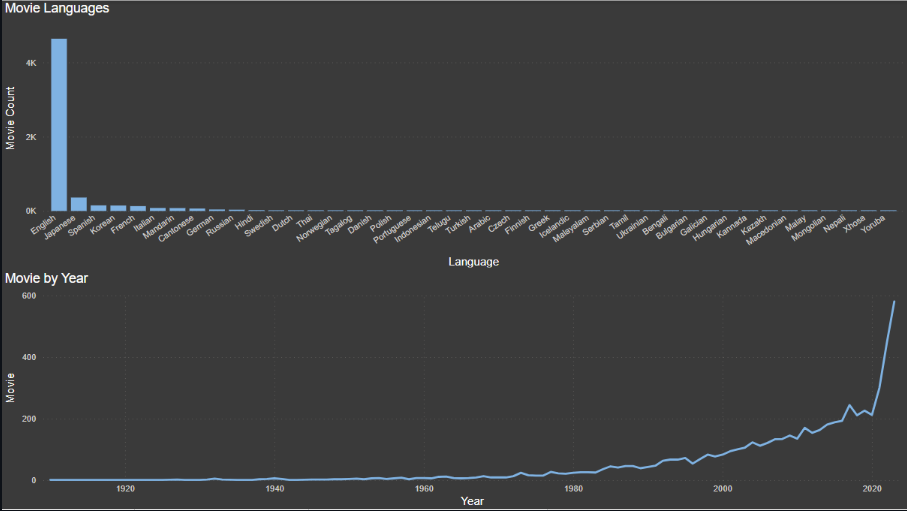 Movie Languages
Movie Count
4K
2K
0K
English
Japanese
Spanish
Korean
French
Italian
Mandarin
Cantonese
German
Russian
Hindi
Swedish
Dutch
Thai
Norwegian
Tagalog
Danish
Polish
Portuguese
Indonesian
Telugu
Turkish
Arabic
Czech
Finnish
Greek
Icelandic
Malayalam
Serbian
Tamil
Ukrainian
Bengali
Bulgarian
Galician
Hungarian
Kannada
Kazakh
Macedonian
Malay
Mongolian
Nepali
Xhosa
Yoruba
Language
Movie by Year
Movie
600
400
200
0
1920
1940
1960
1980
2000
2020
Year